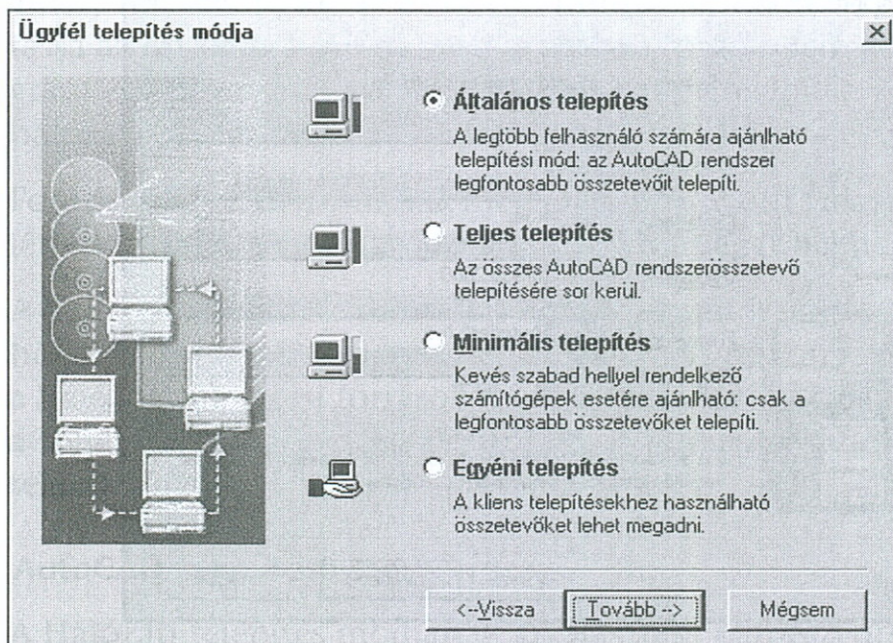 Ügyfél telepítés módja
Általános telepítés
A legtöbb felhasználó számára ajánlható
telepítési mód: az AutoCAD rendszer
legfontosabb összetevőit telepíti.
Teljes telepítés
Az összes AutoCAD rendszerösszetevő
telepítésére sor kerül.
Minimális telepítés
Kevés szabad hellyel rendelkező
számítógépek esetére ajánlható: csak a
legfontosabb összetevőket telepíti.
Egyéni telepítés
A kliens telepítésekhez használható
összetevőket lehet megadni.
<--Vissza
Tovább -->
Mégsem